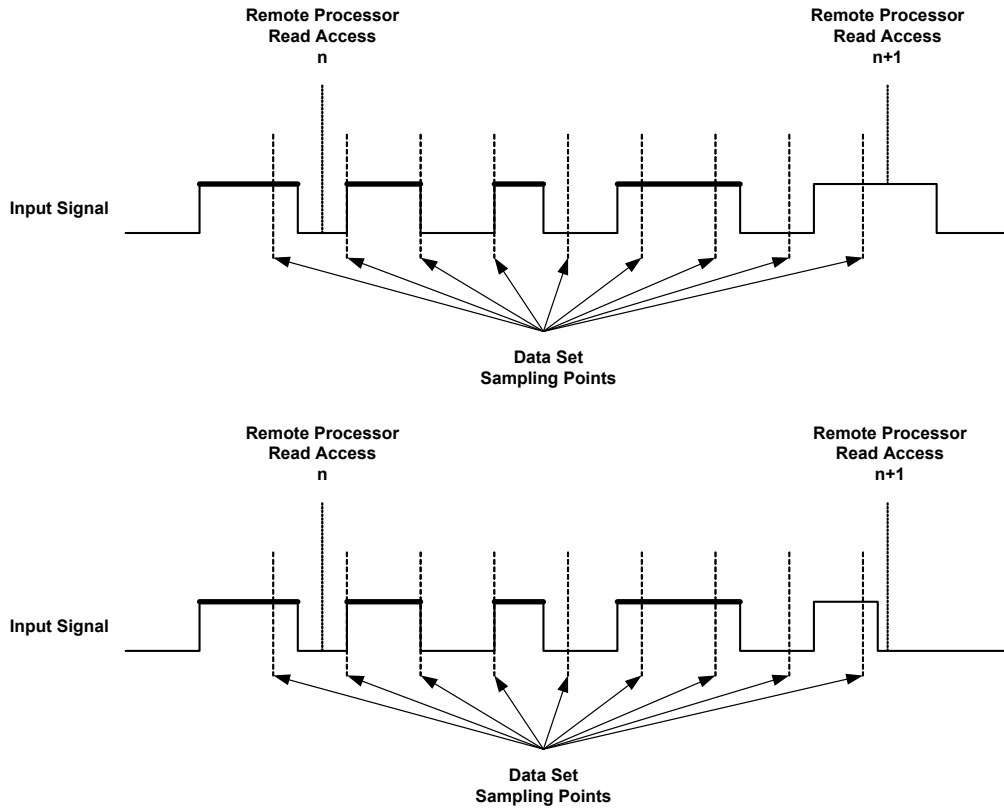 Remote Processor
Read Access
n
Remote Processor
Read Access
n+1
Input Signal
Data Set
Sampling Points
Remote Processor
Read Access
n
Remote Processor
Read Access
n+1
Input Signal
Data Set
Sampling Points